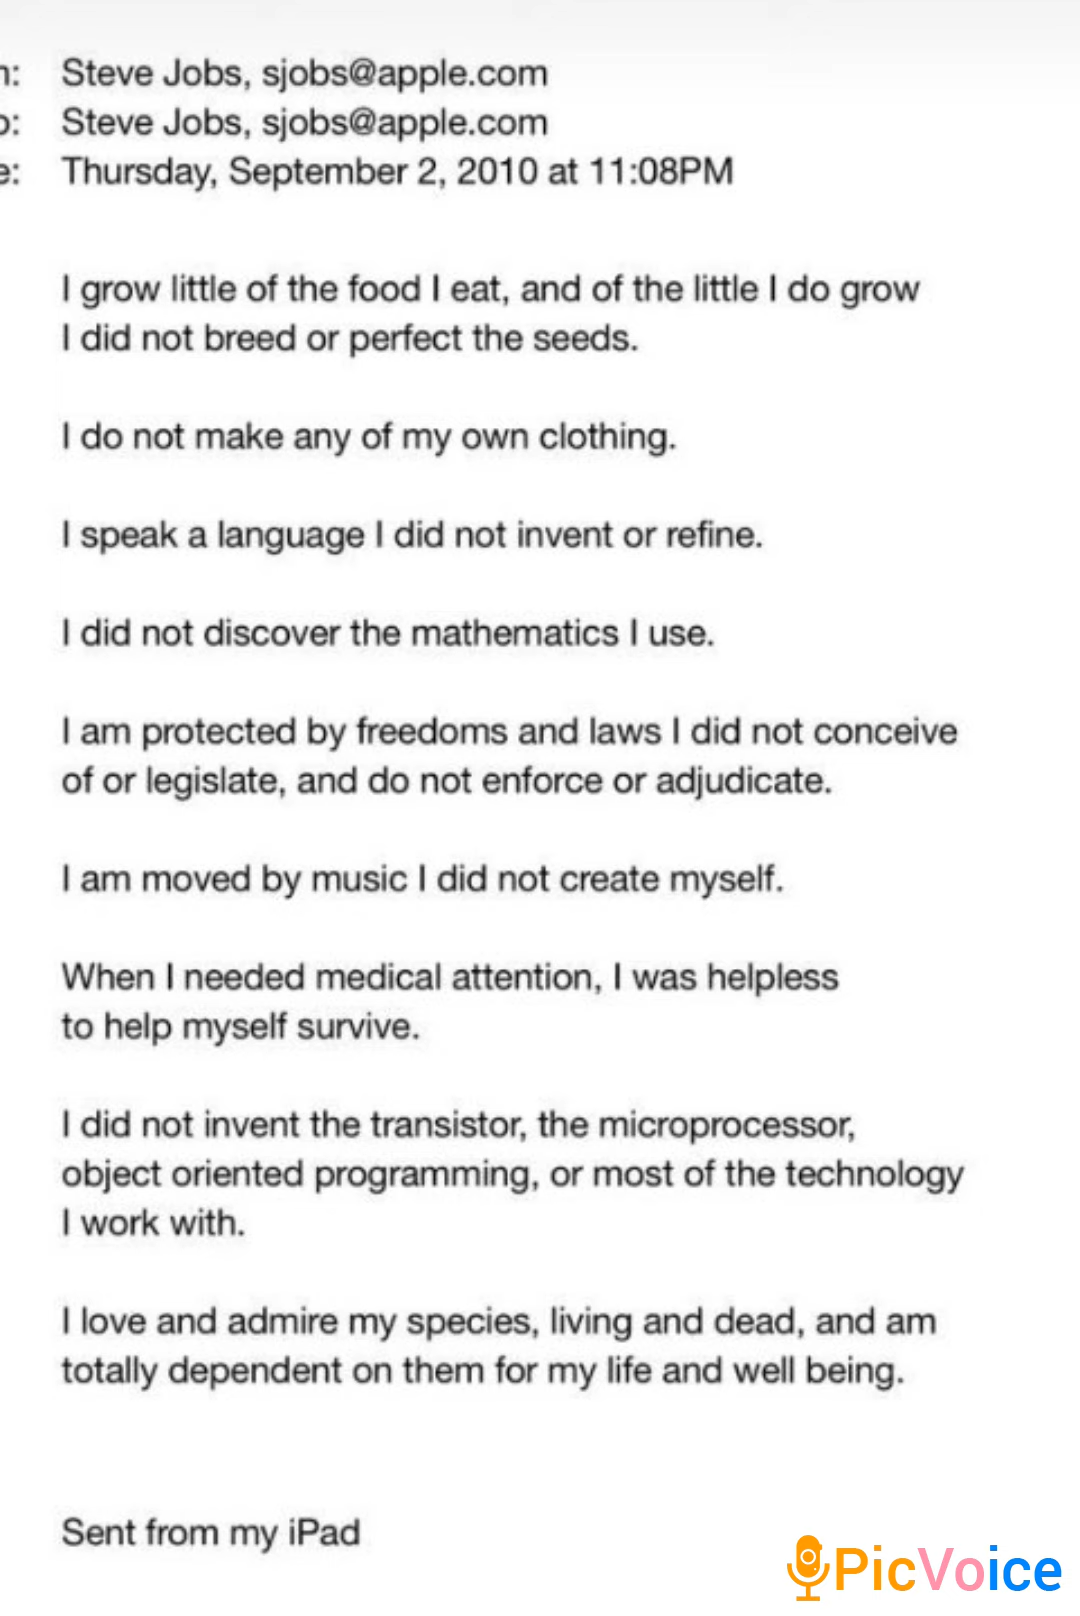 n: Steve Jobs, sjobs@apple.com
o: Steve Jobs, sjobs@apple.com
e: Thursday, September 2, 2010 at 11:08PM
I grow little of the food I eat, and of the little I do grow
I did not breed or perfect the seeds.
I do not make any of my own clothing.
I speak a language I did not invent or refine.
I did not discover the mathematics I use.
I am protected by freedoms and laws I did not conceive
of or legislate, and do not enforce or adjudicate.
I am moved by music I did not create myself.
When I needed medical attention, I was helpless
to help myself survive.
I did not invent the transistor, the microprocessor,
object oriented programming, or most of the technology
I work with.
I love and admire my species, living and dead, and am
totally dependent on them for my life and well being.
Sent from my iPad
PicVoice